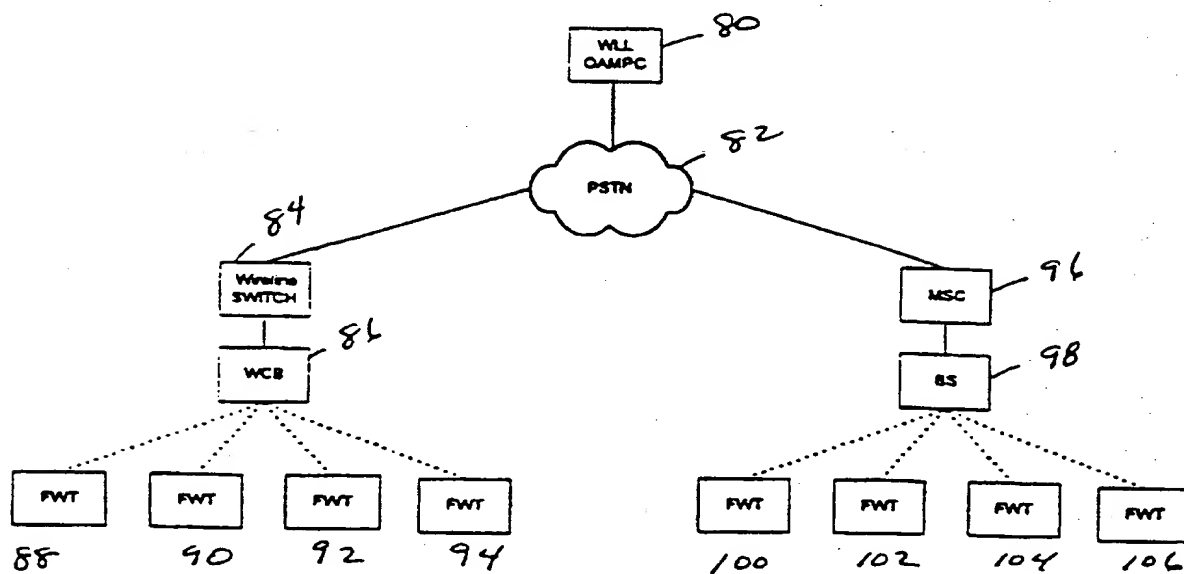 80
WLL
OAMPC
82
PSTN
84
Wireline
SWITCH
96
MSC
86
WCB
98
BS
FWT FWT FWT FWT FWT FWT FWT FWT
88 90 92 94 100 102 104 106